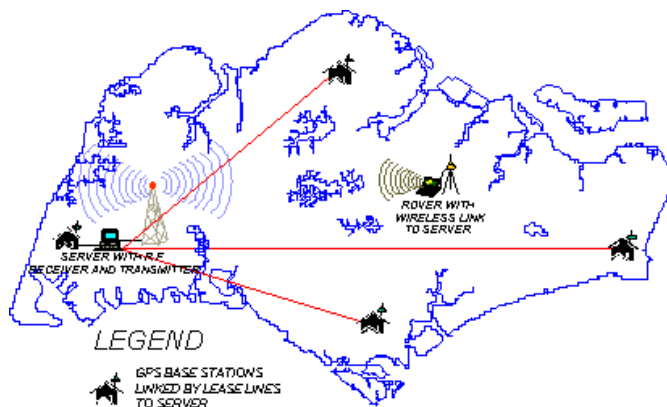 ROVER WITH
WIRELESS LINK
TO SERVER
SERVER WITH R.F
RECEIVER AND TRANSMITTER
LEGEND
GPS BASE STATIONS
LINKED BY LEASE LINES
TO SERVER